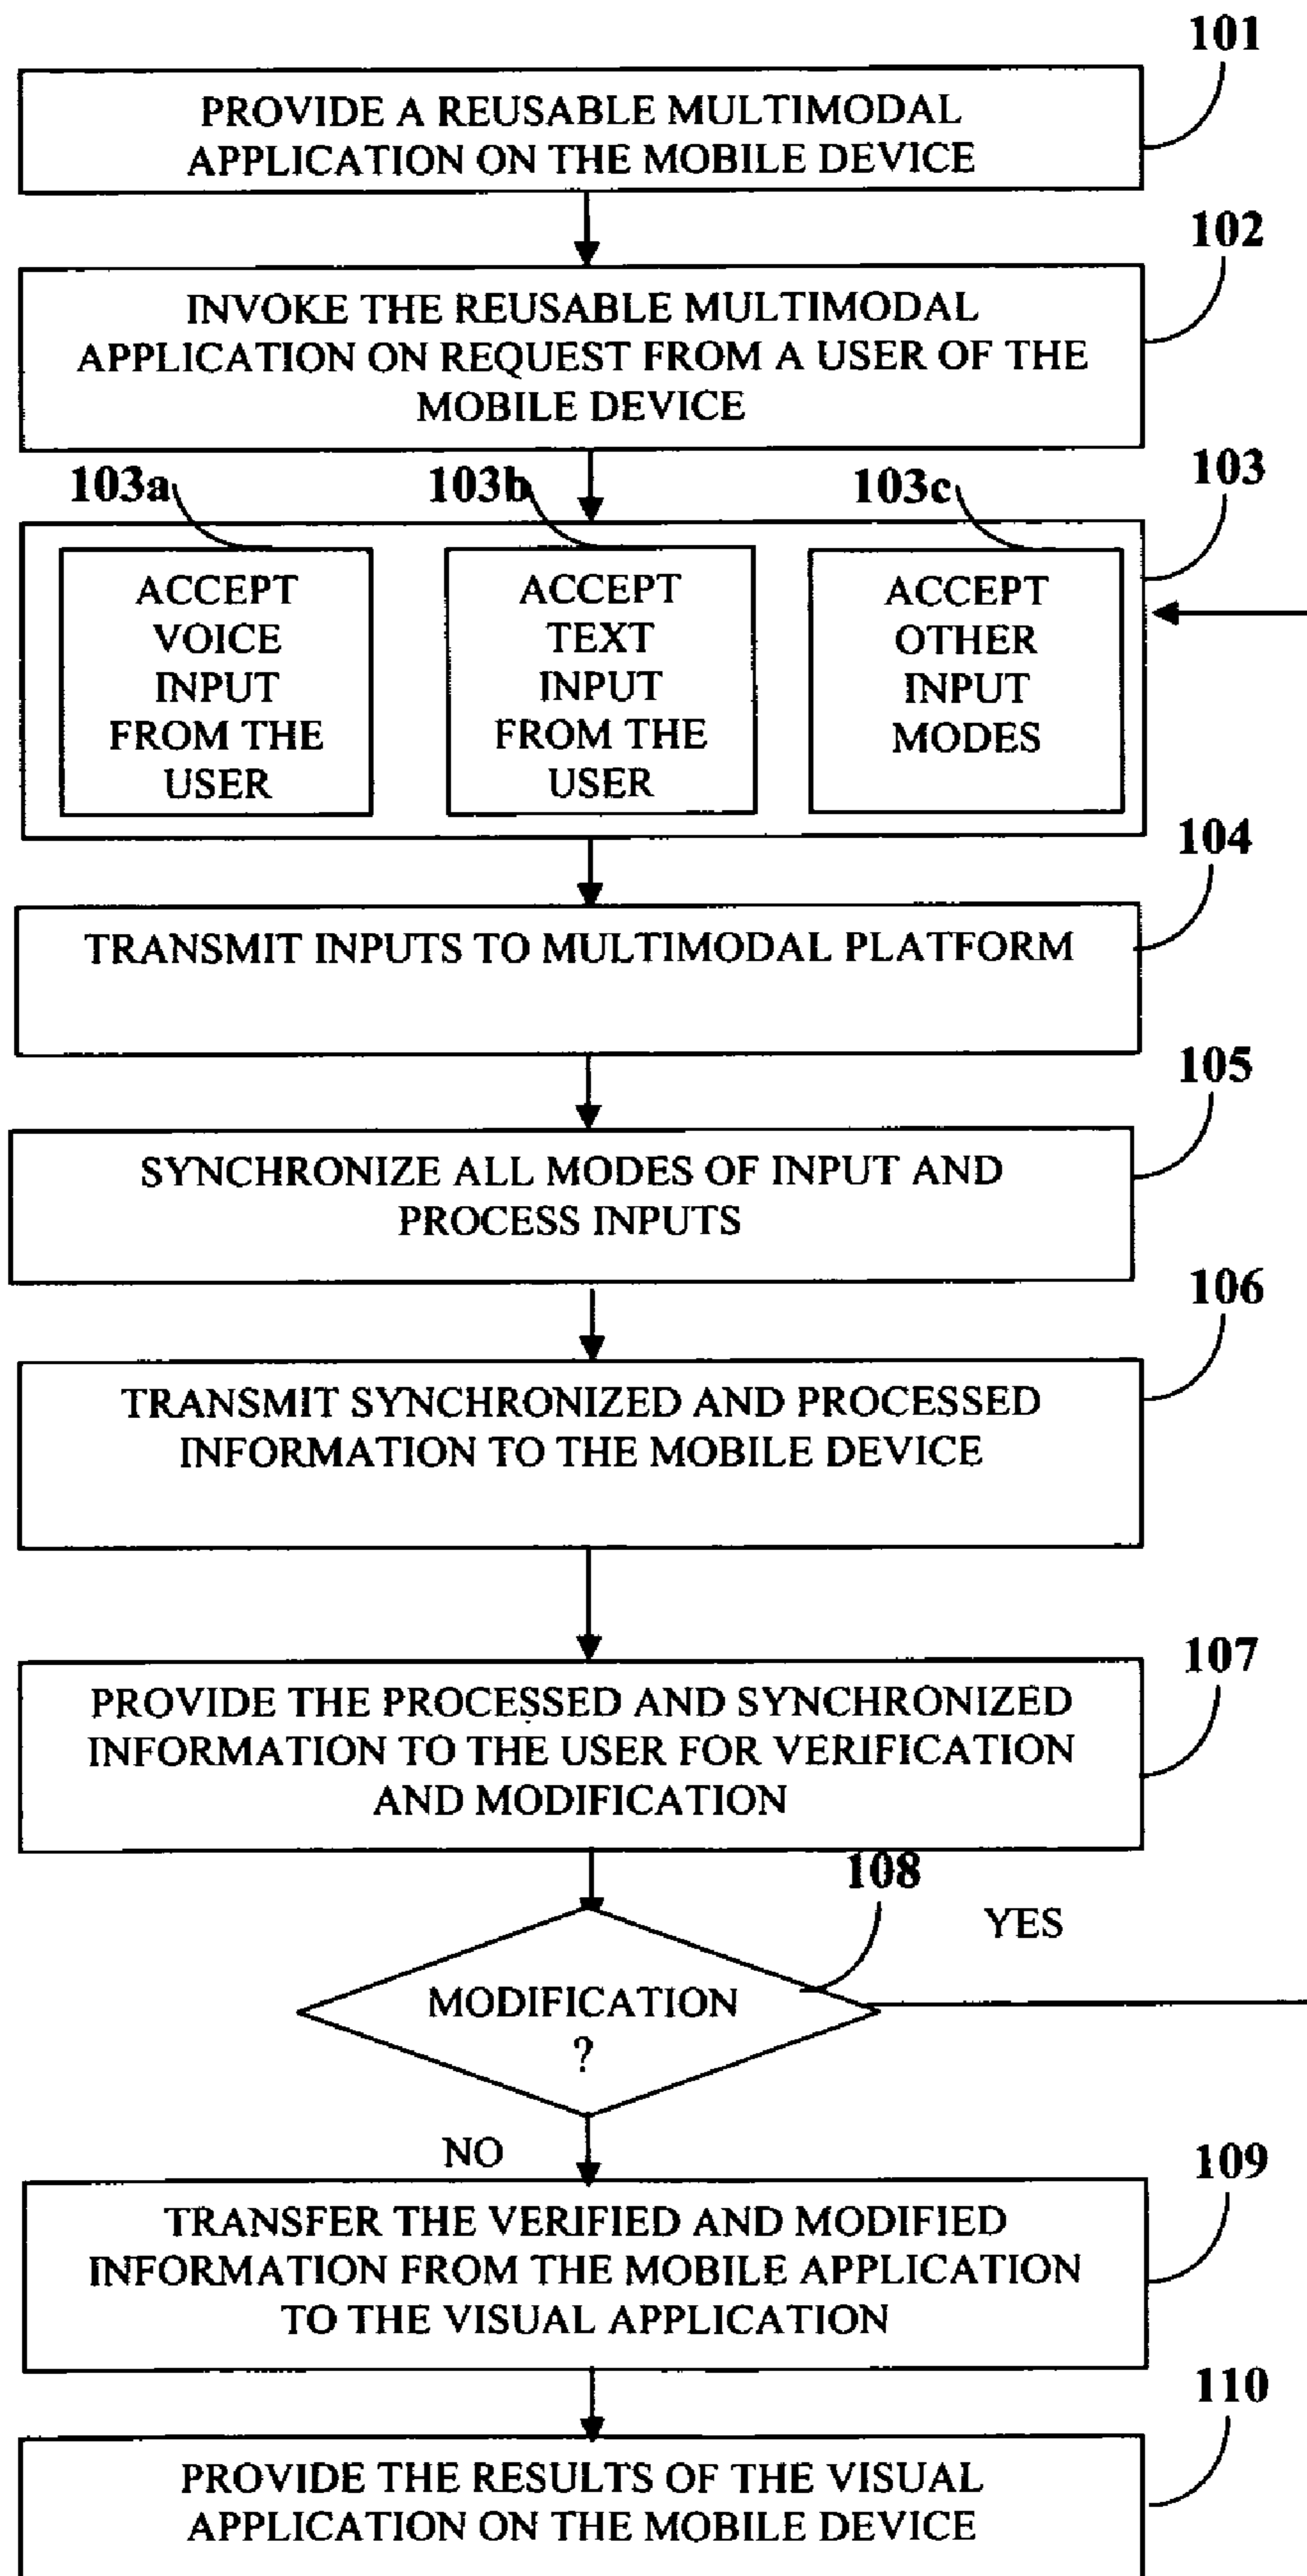 101
PROVIDE A REUSABLE MULTIMODAL
APPLICATION ON THE MOBILE DEVICE
102
INVOKE THE REUSABLE MULTIMODAL
APPLICATION ON REQUEST FROM A USER OF THE
MOBILE DEVICE
103
103a
103b
103c
ACCEPT
VOICE
INPUT
FROM THE
USER
ACCEPT
TEXT
INPUT
FROM THE
USER
ACCEPT
OTHER
INPUT
MODES
104
TRANSMIT INPUTS TO MULTIMODAL PLATFORM
105
SYNCHRONIZE ALL MODES OF INPUT AND
PROCESS INPUTS
106
TRANSMIT SYNCHRONIZED AND PROCESSED
INFORMATION TO THE MOBILE DEVICE
107
PROVIDE THE PROCESSED AND SYNCHRONIZED
INFORMATION TO THE USER FOR VERIFICATION
AND MODIFICATION
108
YES
MODIFICATION
?
NO
109
TRANSFER THE VERIFIED AND MODIFIED
INFORMATION FROM THE MOBILE APPLICATION
TO THE VISUAL APPLICATION
110
PROVIDE THE RESULTS OF THE VISUAL
APPLICATION ON THE MOBILE DEVICE